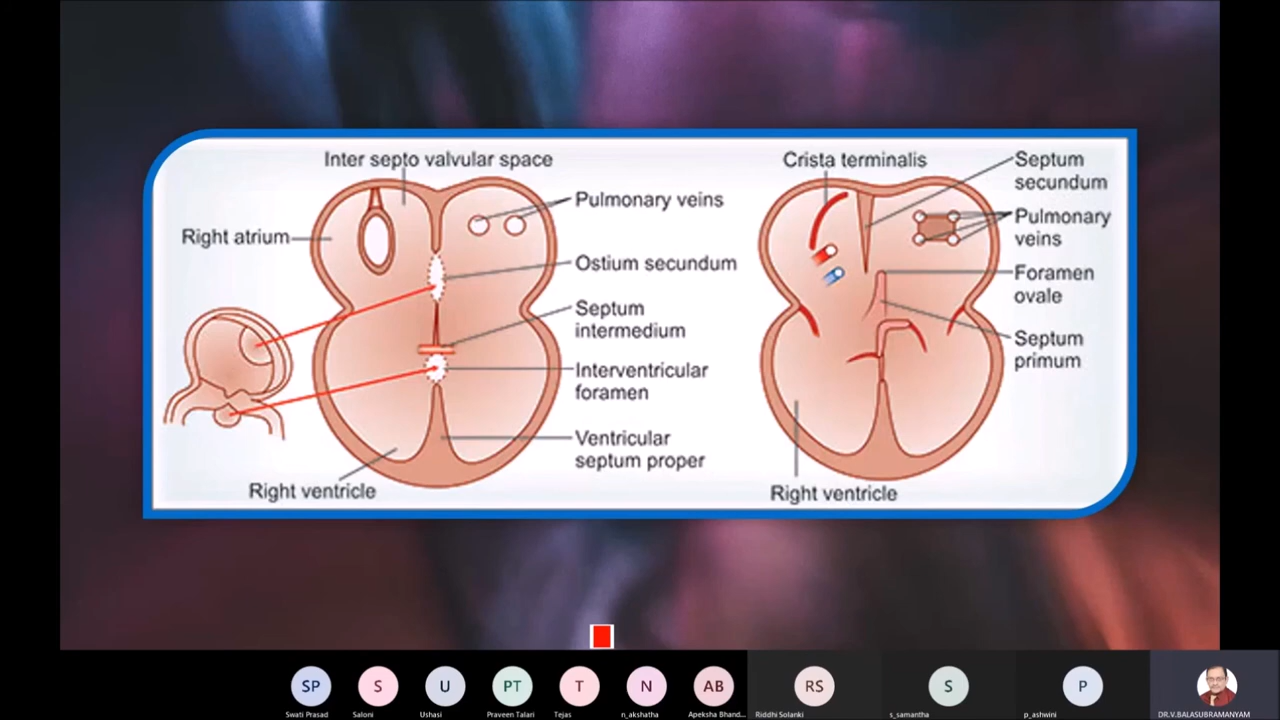 Inter septo valvular space
Pulmonary veins
Right atrium
Ostium secundum
Septum
intermedium
Interventricular
foramen
Ventricular
septum proper
Right ventricle
Crista terminalis
Septum
secundum
Pulmonary
veins
Foramen
ovale
Septum
primum
Right ventricle
SP
S
U
PT
T
N
AB
RS
S
P
Swati Prasad
Saloni
Ushasi
Praveen Talari
Tejas
n_akshatha
Apeksha Bhand...
Riddhi Solanki
s_samantha
p_ashwini
DR.V.BALASUBRAMANYAM